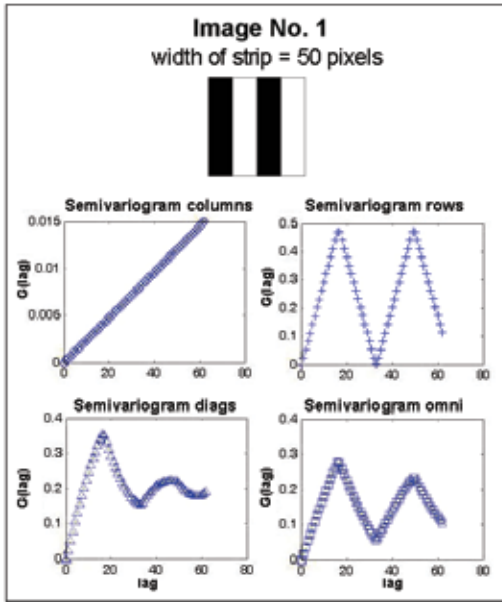 Image No. 1
width of strip = 50 pixels
Semivariogram columns
0.015
0.01
0.005
0
G(lag)
0 20 40 60 80
Semivariogram rows
0.5
0.4
0.3
0.2
0.1
0
G(lag)
0 20 40 60 80
Semivariogram diags
0.4
0.3
0.2
0.1
0
G(lag)
0 20 40 60 80
lag
Semivariogram omni
0.4
0.3
0.2
0.1
0
G(lag)
0 20 40 60 80
lag